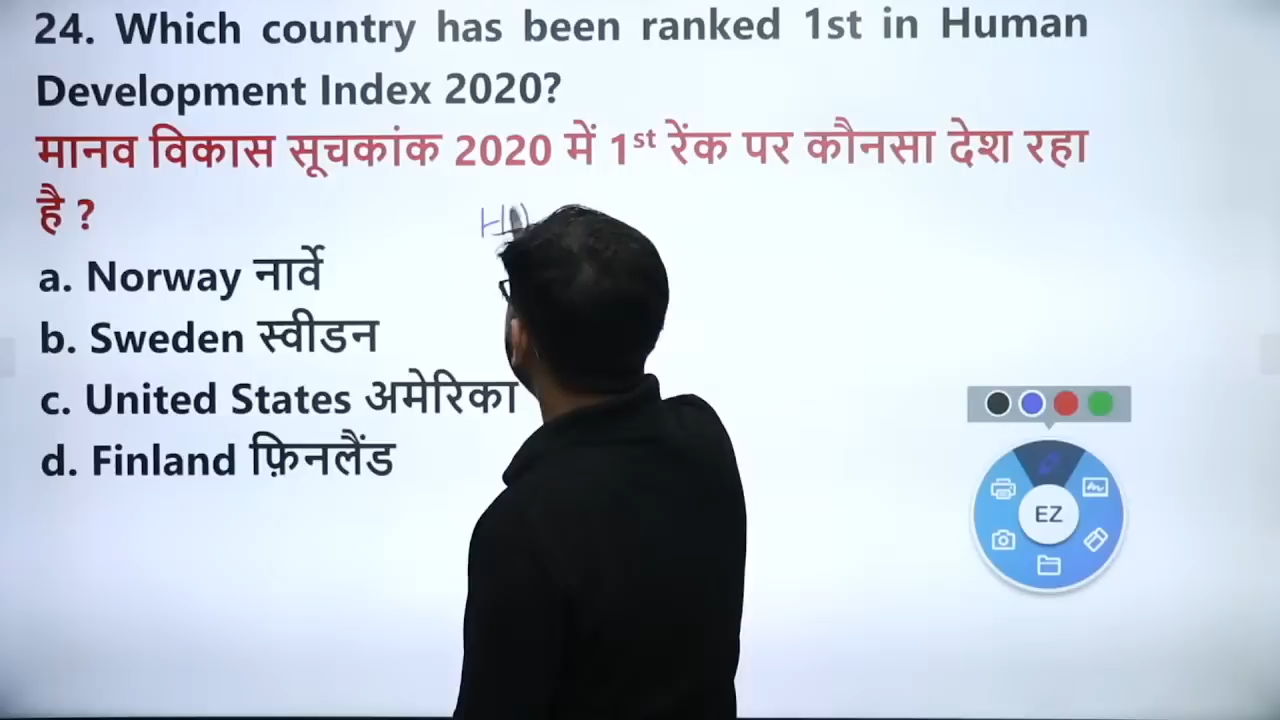 24. Which country has been ranked 1st in Human
Development Index 2020?
मानव विकास सूचकांक 2020 में 1st रेंक पर कौनसा देश रहा
है ?
HD
a. Norway नार्वे
b. Sweden स्वीडन
c. United States अमेरिका
d. Finland फ़िनलैंड
EZ